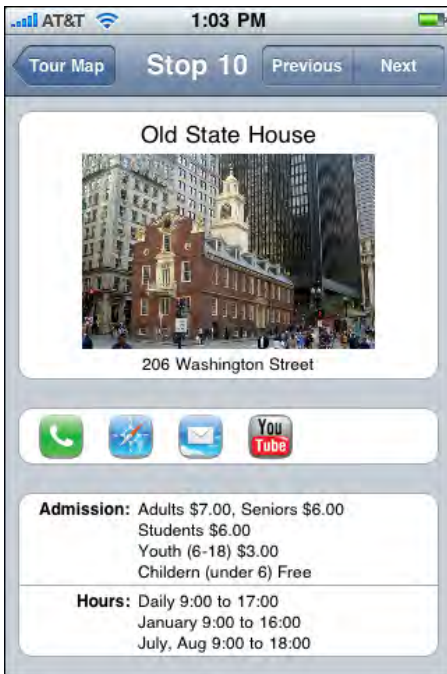 AT&T 1:03 PM
Tour Map Stop 10 Previous Next
Old State House
206 Washington Street
You
Tube
Admission: Adults $7.00, Seniors $6.00
Students $6.00
Youth (6-18) $3.00
Childern (under 6) Free
Hours: Daily 9:00 to 17:00
January 9:00 to 16:00
July, Aug 9:00 to 18:00